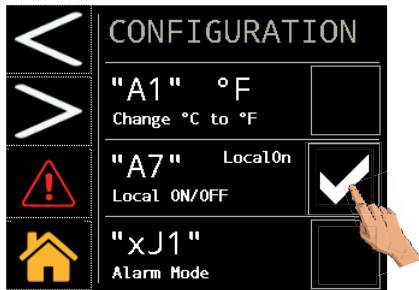 CONFIGURATION
"A1" °F
Change °C to °F
"A7" LocalOn
Local ON/OFF
"xJ1"
Alarm Mode